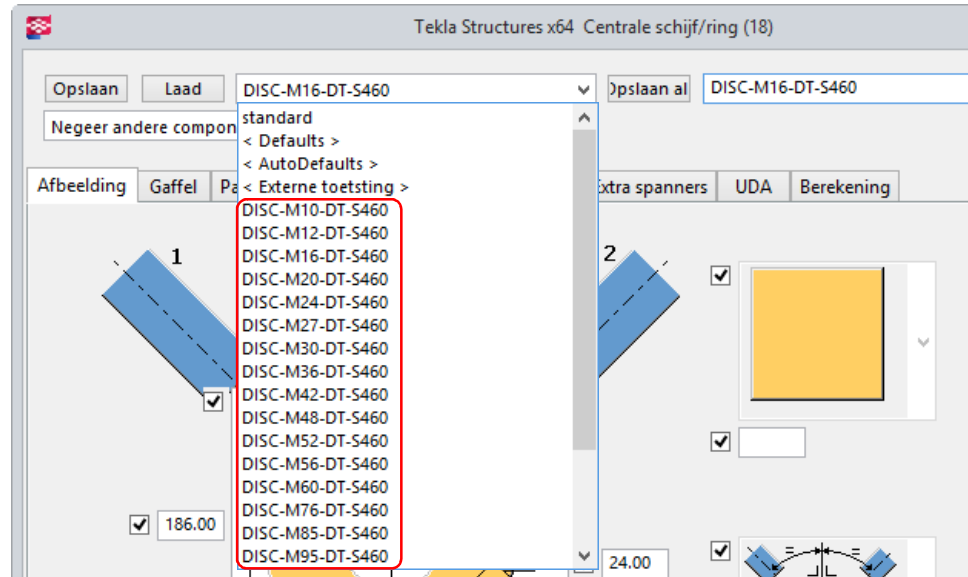 Tekla Structures x64 Centrale schijf/ring (18)
Opslaan Laad DISC-M16-DT-S460 Opslaan al DISC-M16-DT-S460
Negeer andere compon
standard
< Defaults >
< AutoDefaults >
< Externe toetsting >
Afbeelding Gaffel Pa xtra spanners UDA Berekening
DISC-M10-DT-S460
DISC-M12-DT-S460
DISC-M16-DT-S460
DISC-M20-DT-S460
DISC-M24-DT-S460
DISC-M27-DT-S460
DISC-M30-DT-S460
DISC-M36-DT-S460
DISC-M42-DT-S460
DISC-M48-DT-S460
DISC-M52-DT-S460
DISC-M56-DT-S460
DISC-M60-DT-S460
DISC-M76-DT-S460
DISC-M85-DT-S460
DISC-M95-DT-S460
1
2
186.00
24.00